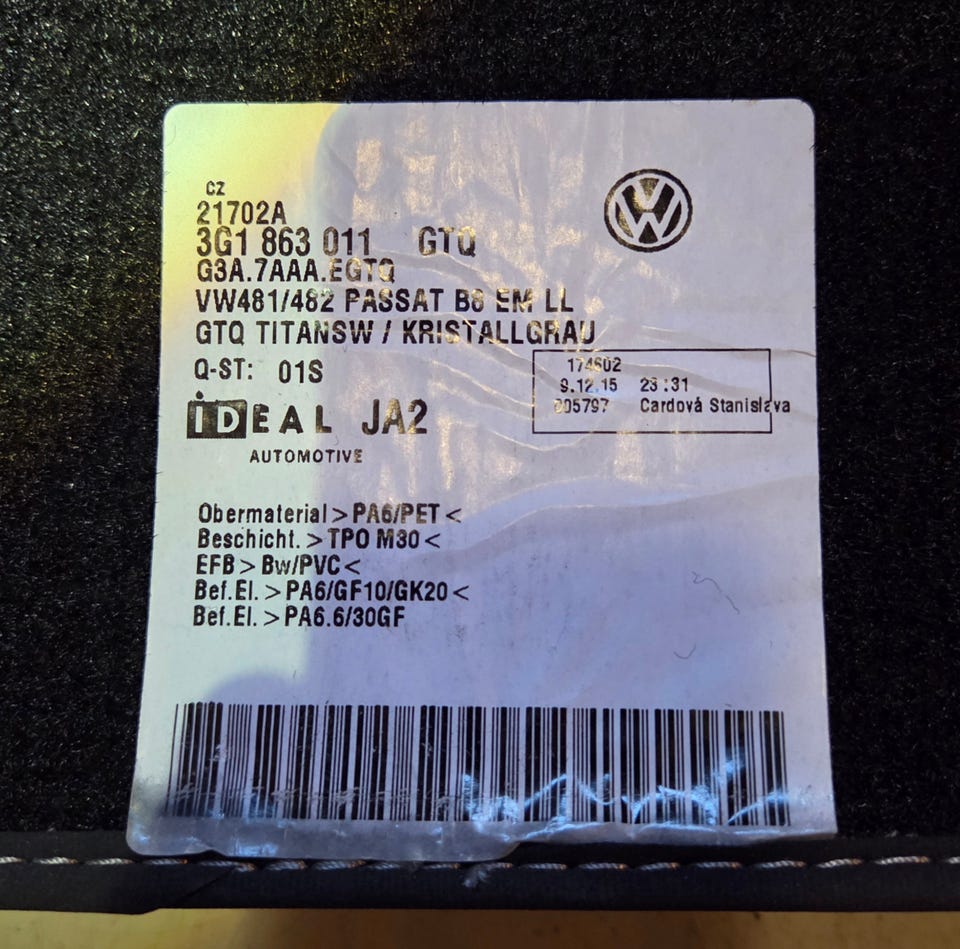 CZ
21702A
3G1 863 011 GTQ
G3A.7AAA.EGTQ
VW481/482 PASSAT B8 EM LL
GTQ TITANSW / KRISTALLGRAU
Q-ST: 01S
174602
9.12.15 23:31
005797 Cardová Stanislava
iDEAL JA2
AUTOMOTIVE
Obermaterial >PA6/PET<
Beschicht. >TPO M30<
EFB >Bw/PVC<
Bef.El. >PA6/GF10/GK20<
Bef.El. >PA6.6/30GF